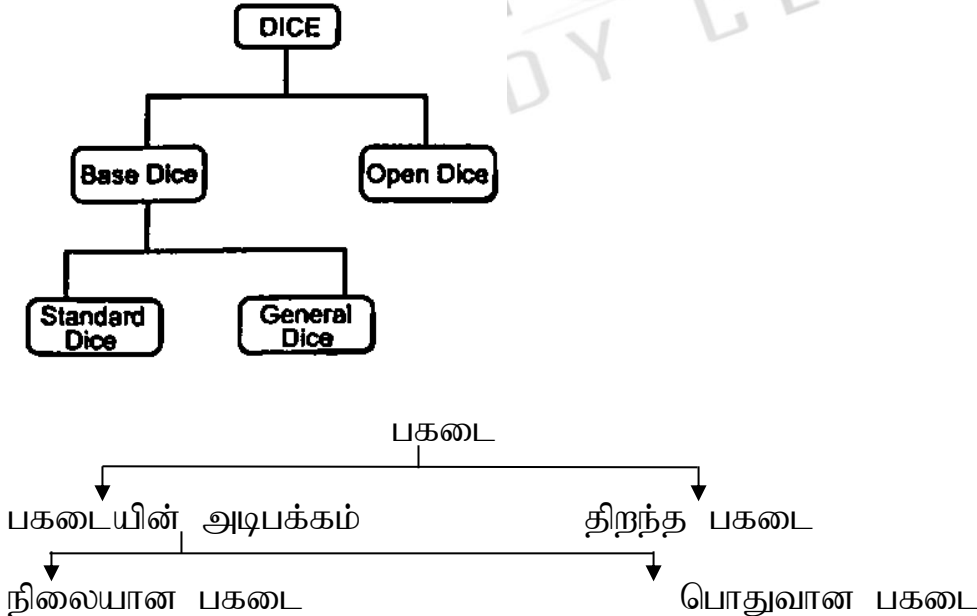 DICE
Base Dice Open Dice
Standard General
Dice Dice
பகடை
பகடையின் அடிபக்கம் திறந்த பகடை
நிலையான பகடை பொதுவான பகடை